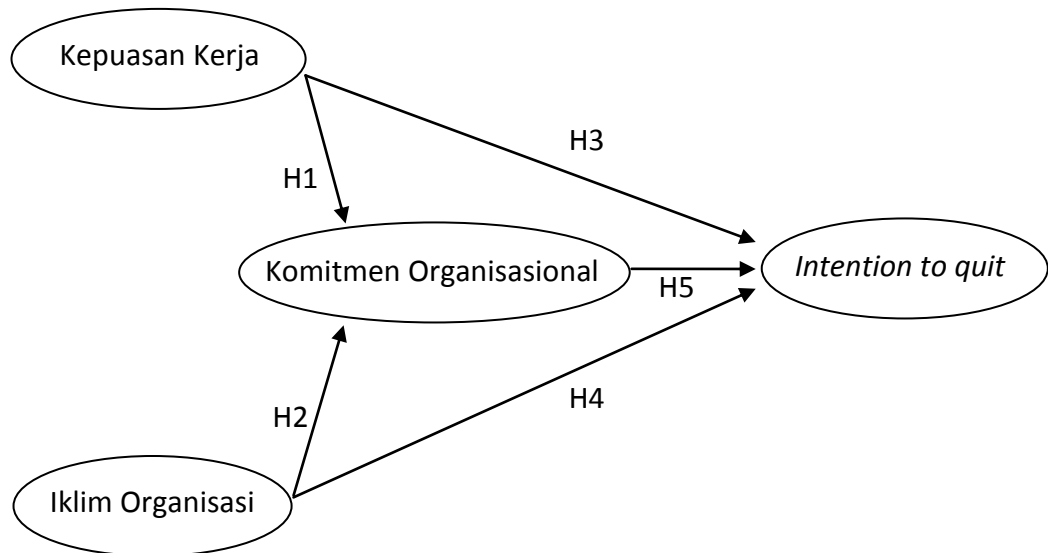 Kepuasan Kerja
H3
H1
Komitmen Organisasional
Intention to quit
H5
H2
H4
Iklim Organisasi